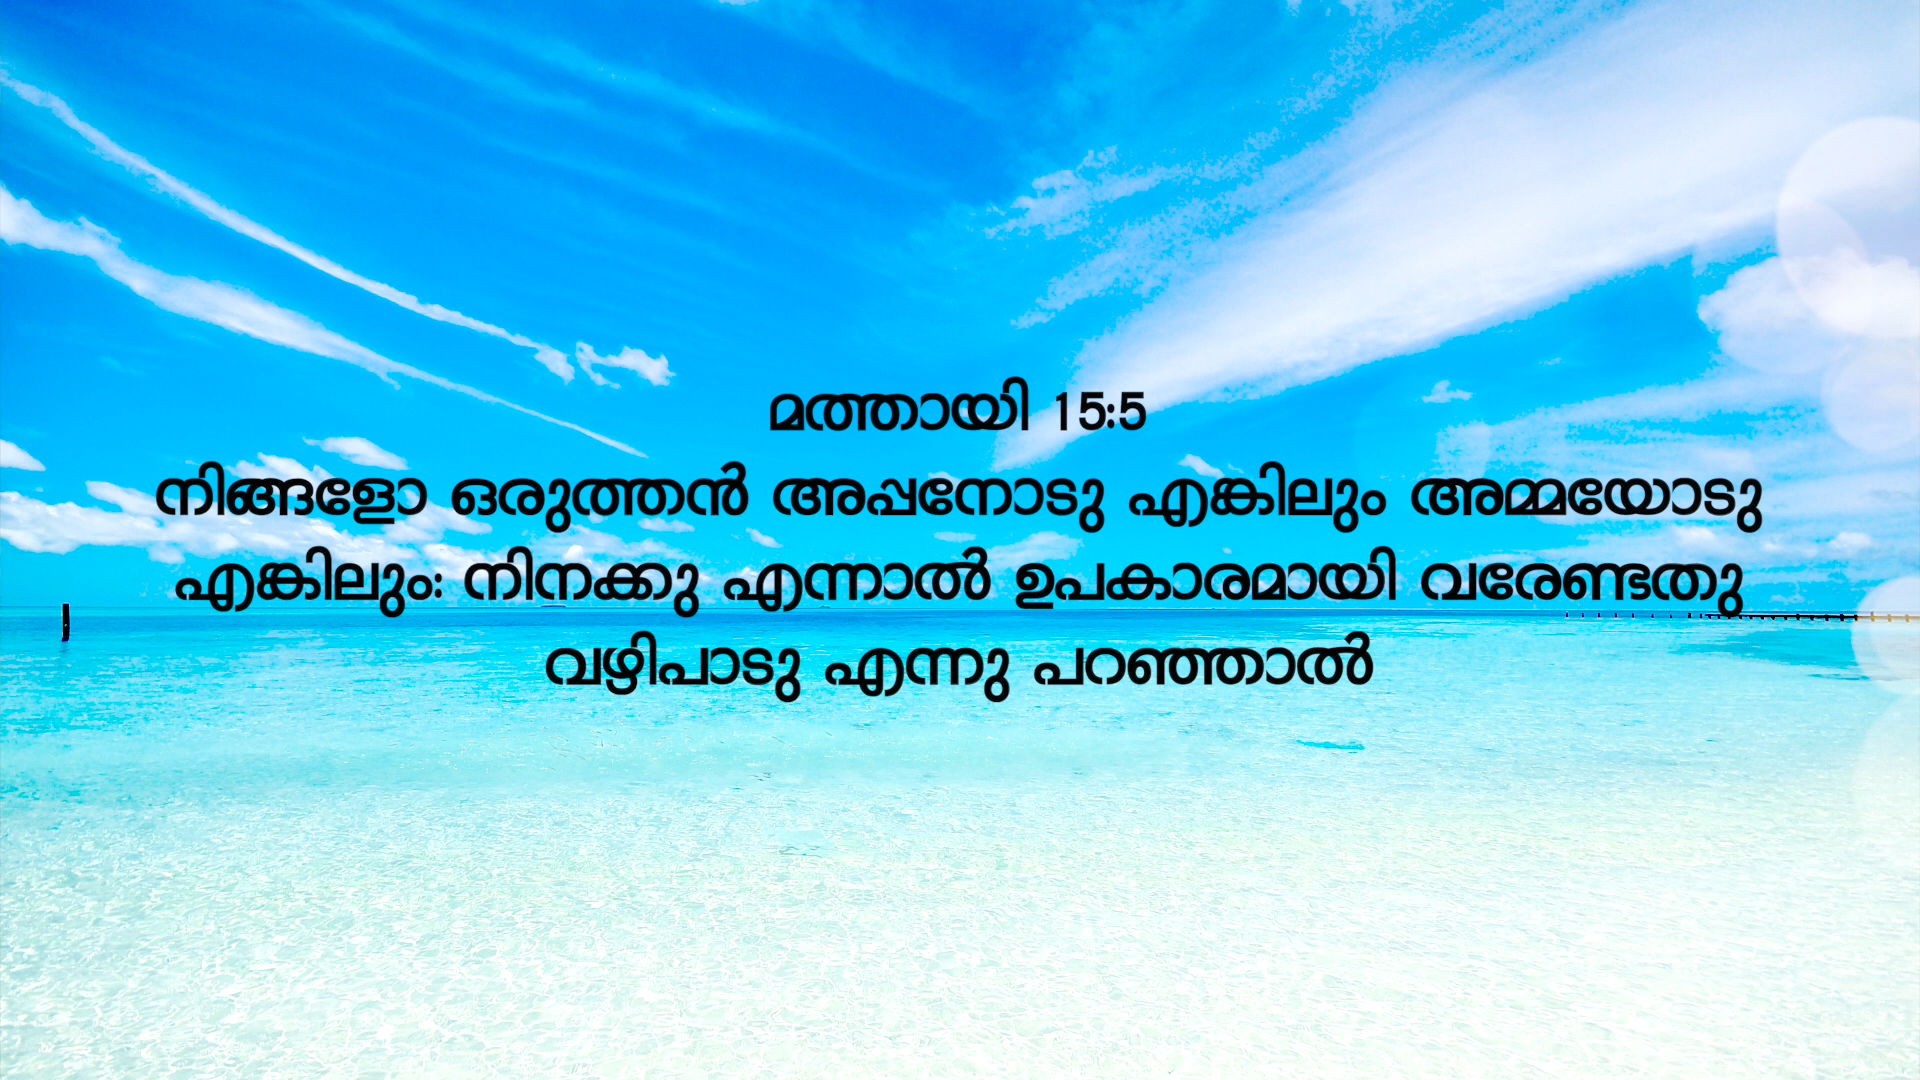 മത്തായി 15:5
നിങ്ങളോ ഒരുത്തൻ അപ്പനോടു എങ്കിലും അമ്മയോടു
എങ്കിലും: നിനക്കു എന്നാൽ ഉപകാരമായി വരേണ്ടതു
വഴിപാടു എന്നു പറഞ്ഞാൽ